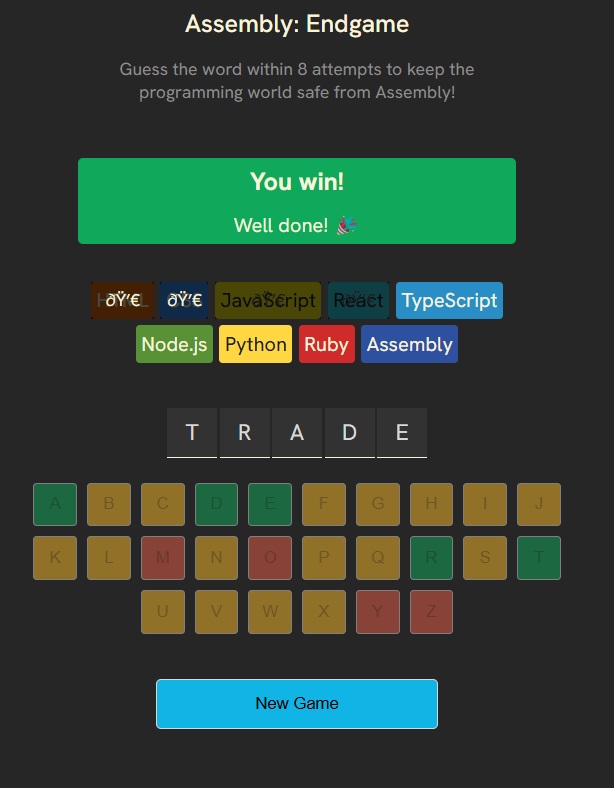 Assembly: Endgame
Guess the word within 8 attempts to keep the
programming world safe from Assembly!
You win!
Well done! 🎉
ðŸ’€ ðŸ’€ JavaScript React TypeScript
Node.js Python Ruby Assembly
T R A D E
A B C D E F G H I J
K L M N O P Q R S T
U V W X Y Z
New Game